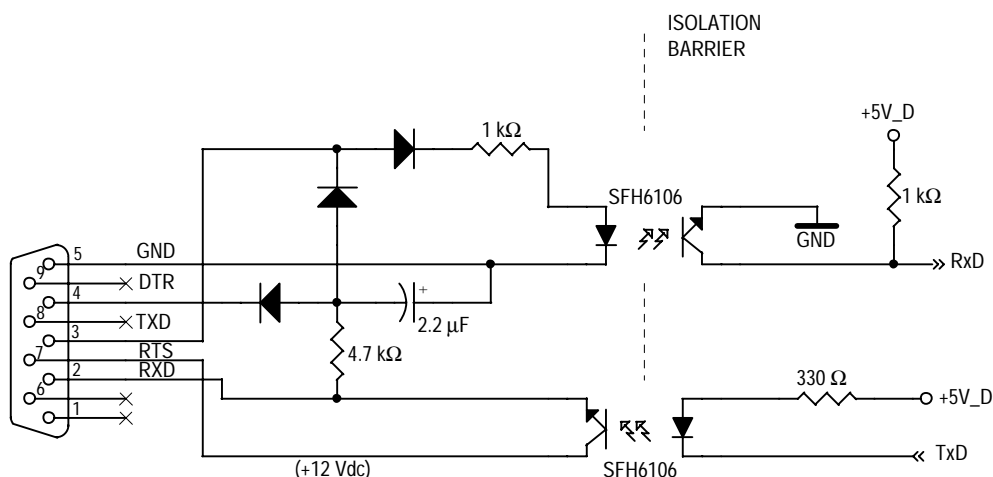 ISOLATION
BARRIER
+5V_D
1 kΩ
SFH6106
1 kΩ
GND
5
GND
RxD
9
DTR
4
+
8
TXD
2.2 µF
3
4.7 kΩ
7
RTS
2
RXD
330 Ω
6
+5V_D
1
TxD
(+12 Vdc)
SFH6106